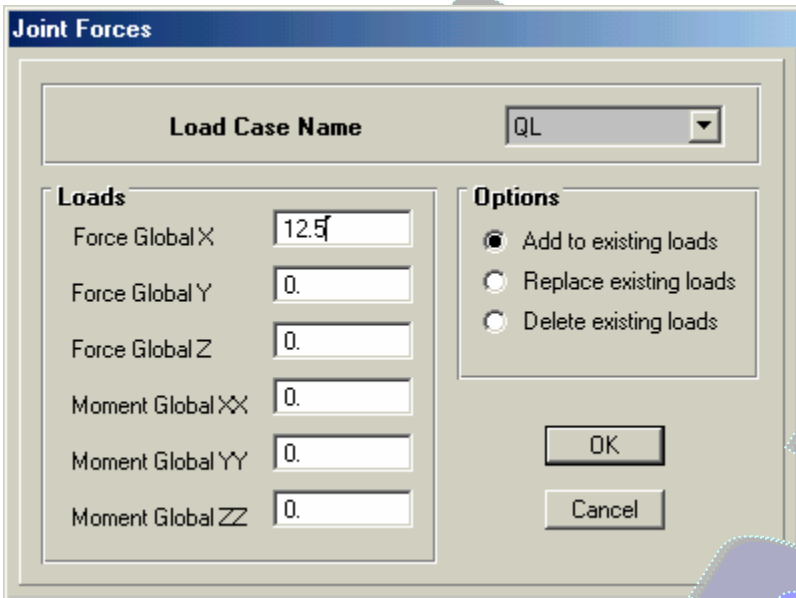 Joint Forces
Load Case Name QL
Loads
Force Global X 12.5
Force Global Y 0.
Force Global Z 0.
Moment Global XX 0.
Moment Global YY 0.
Moment Global ZZ 0.
Options
Add to existing loads
Replace existing loads
Delete existing loads
OK
Cancel